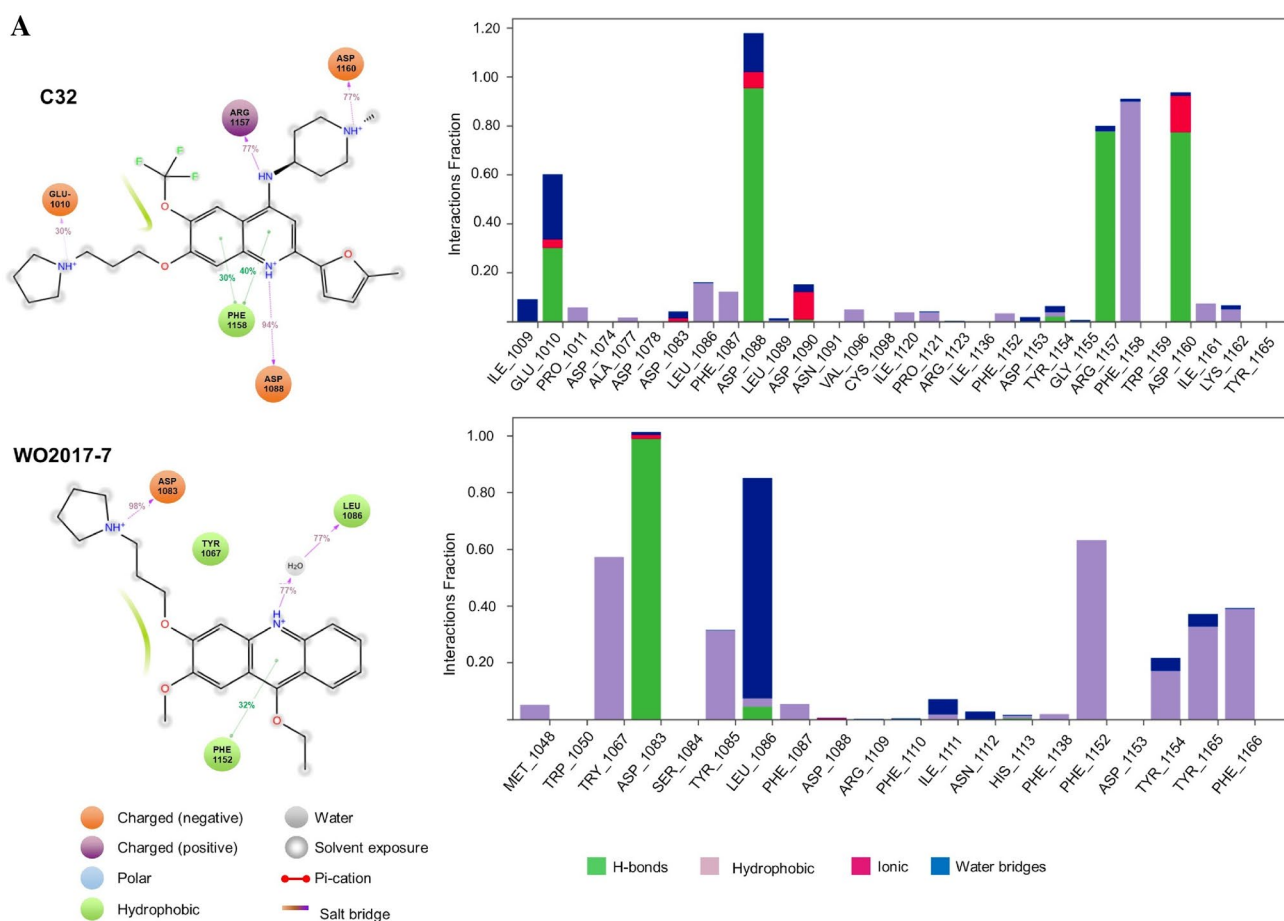 A
C32
ASP
1160
77%
NH+
ARG
1157
77%
HN
F
F
F
O
GLU-
1010
30%
NH+
O
30%
40%
N+
H
O
PHE
1158
94%
ASP
1088
Interactions Fraction
1.20
1.00
0.80
0.60
0.40
0.20
ILE_1009
GLU_1010
PRO_1011
ASP_1074
ALA_1077
ASP_1078
ASP_1083
LEU_1086
PHE_1087
ASP_1088
LEU_1089
ASP_1090
ASN_1091
VAL_1096
CYS_1098
ILE_1120
PRO_1121
ARG_1123
ILE_1136
PHE_1152
ASP_1153
TYR_1154
GLY_1155
ARG_1157
PHE_1158
TRP_1159
ASP_1160
ILE_1161
LYS_1162
TYR_1165
WO2017-7
ASP
1083
98%
NH+
TYR
1067
LEU
1086
77%
H₂O
77%
H
N+
O
O
O
32%
PHE
1152
Interactions Fraction
1.00
0.80
0.60
0.40
0.20
MET_1048
TRP_1050
TRY_1067
ASP_1083
SER_1084
TYR_1085
LEU_1086
PHE_1087
ASP_1088
ARG_1109
PHE_1110
ILE_1111
ASN_1112
HIS_1113
PHE_1138
PHE_1152
ASP_1153
TYR_1154
TYR_1165
PHE_1166
Charged (negative)
Charged (positive)
Polar
Hydrophobic
Water
Solvent exposure
Pi-cation
Salt bridge
H-bonds
Hydrophobic
Ionic
Water bridges